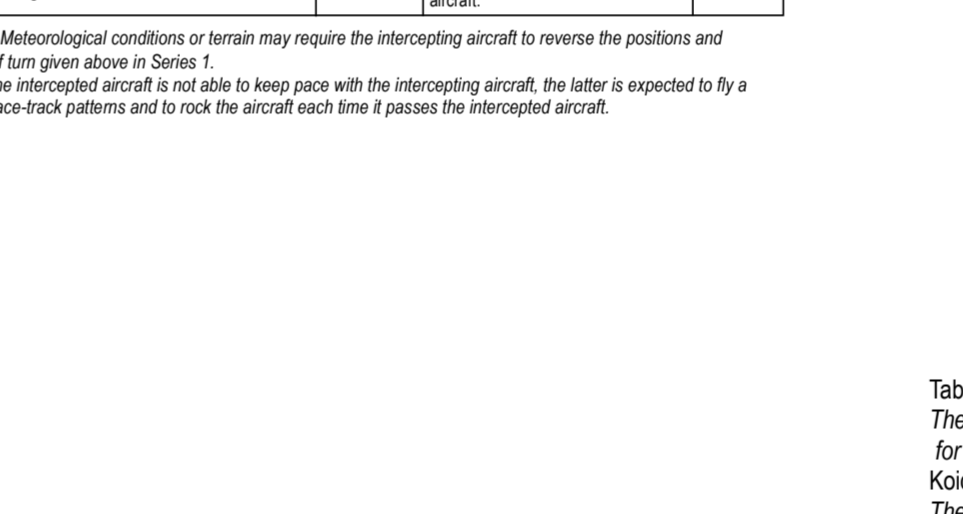 aircraft.
Meteorological conditions or terrain may require the intercepting aircraft to reverse the positions and
f turn given above in Series 1.
he intercepted aircraft is not able to keep pace with the intercepting aircraft, the latter is expected to fly a
ace-track patterns and to rock the aircraft each time it passes the intercepted aircraft.
Tab
The
for
Koi
The